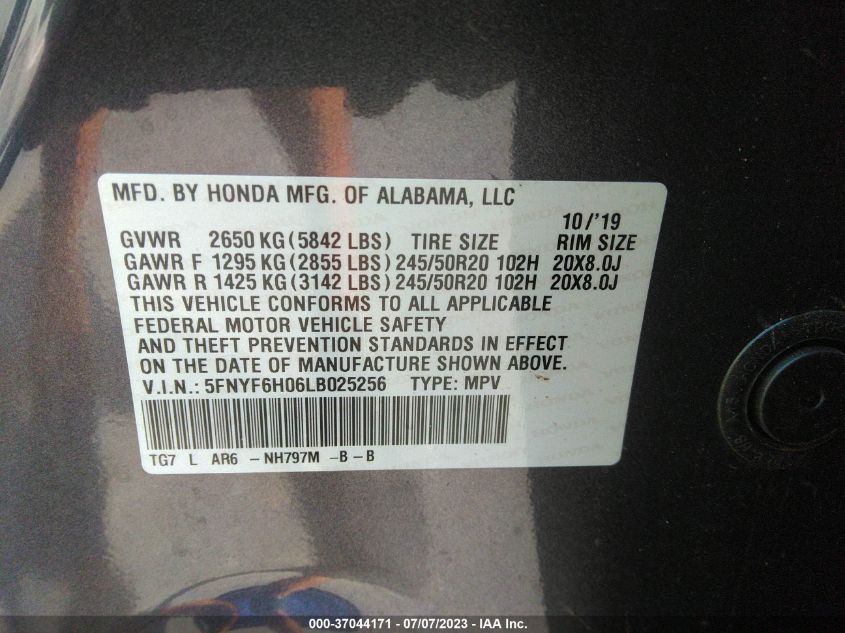 MFD. BY HONDA MFG. OF ALABAMA, LLC
10/'19
GVWR 2650 KG (5842 LBS) TIRE SIZE RIM SIZE
GAWR F 1295 KG (2855 LBS) 245/50R20 102H 20X8.0J
GAWR R 1425 KG (3142 LBS) 245/50R20 102H 20X8.0J
THIS VEHICLE CONFORMS TO ALL APPLICABLE
FEDERAL MOTOR VEHICLE SAFETY
AND THEFT PREVENTION STANDARDS IN EFFECT
ON THE DATE OF MANUFACTURE SHOWN ABOVE.
V.I.N.: 5FNYF6H06LB025256 TYPE: MPV
TG7 L AR6 - NH797M - B - B
000-37044171 - 07/07/2023 - IAA Inc.